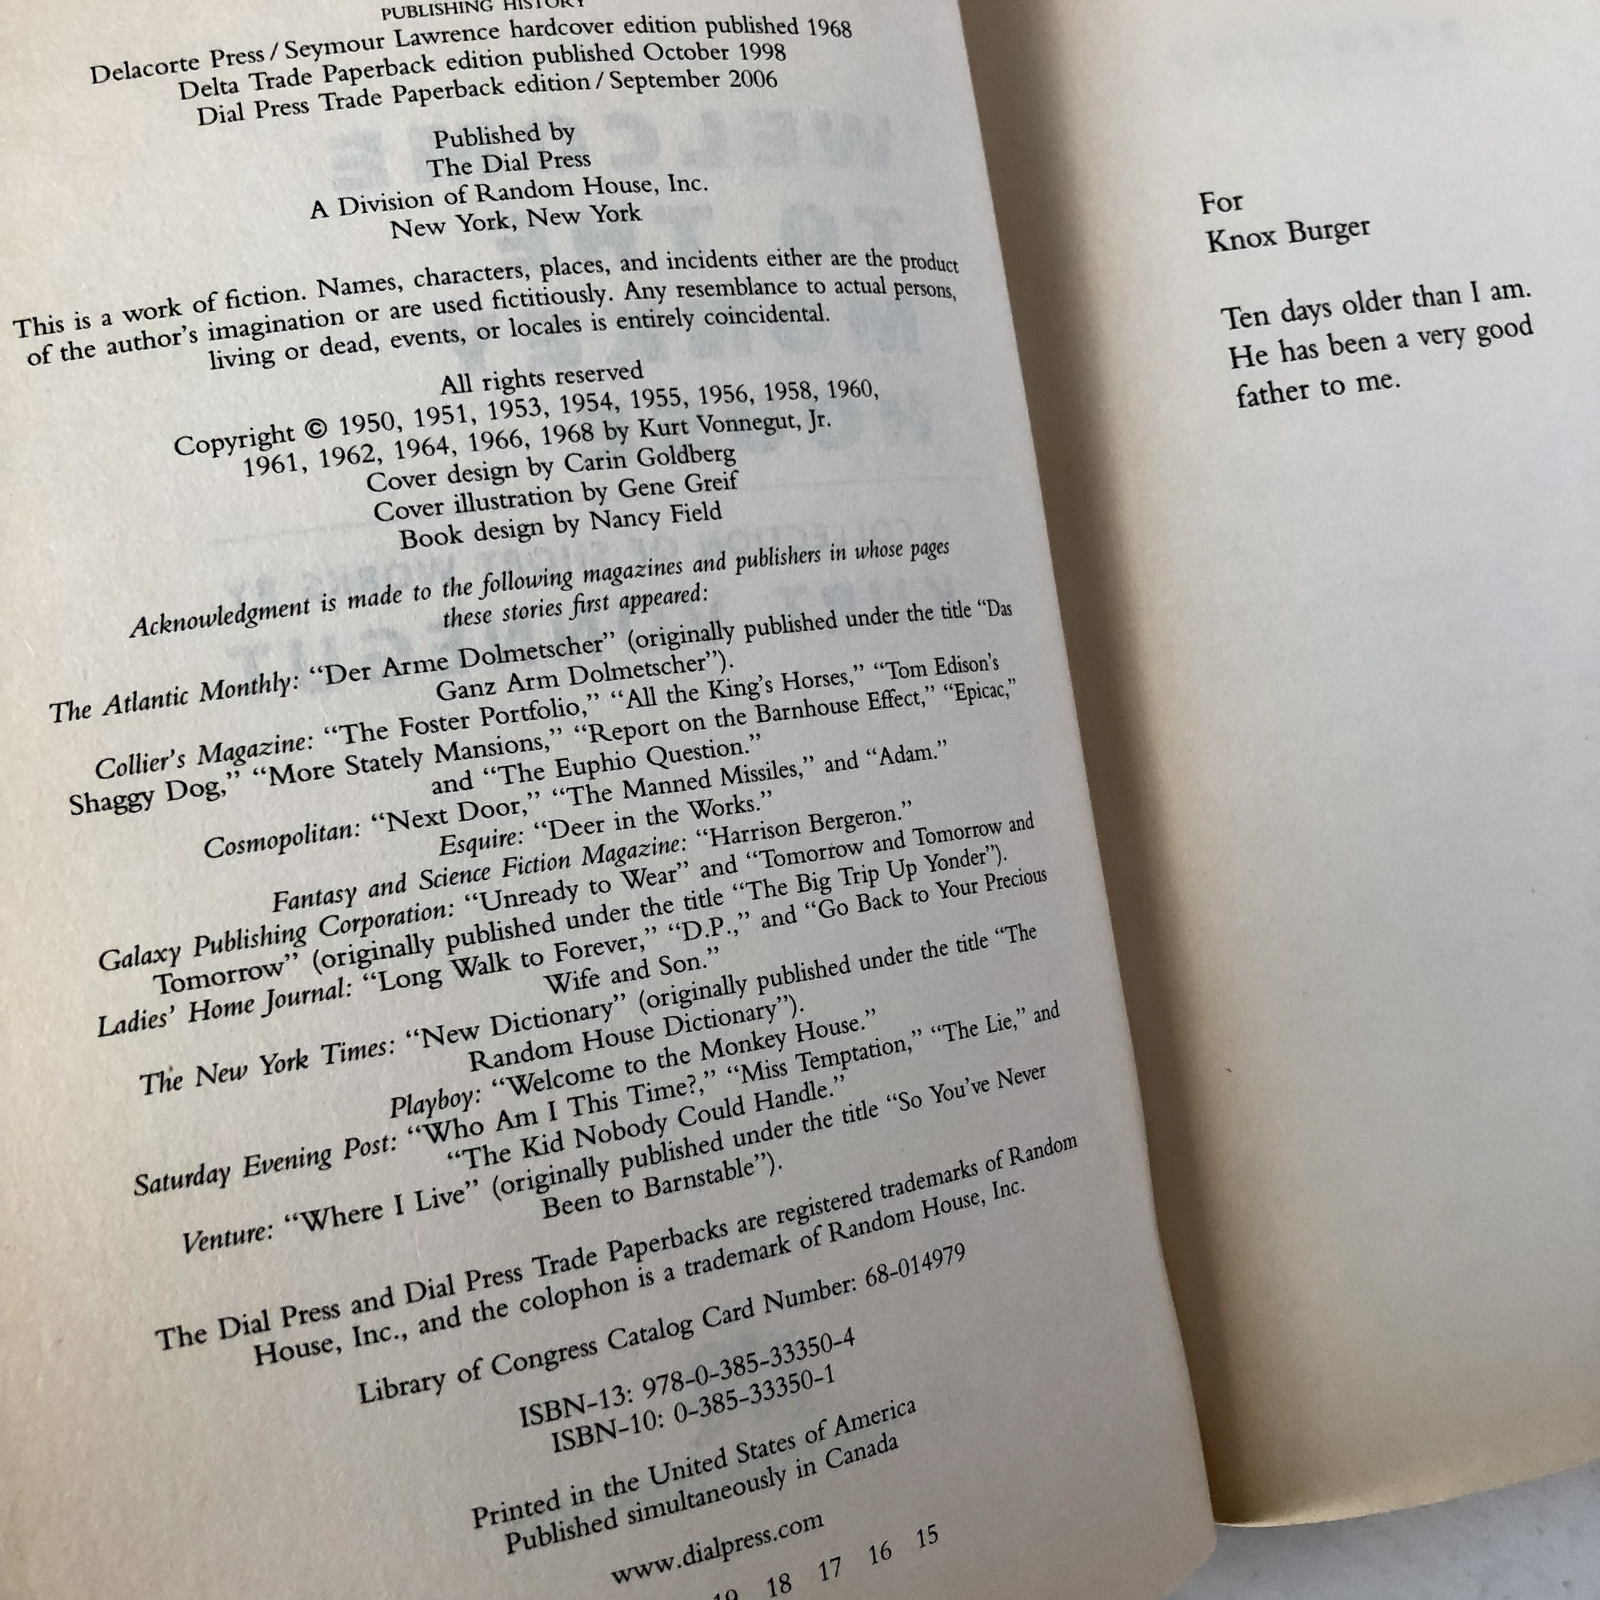 PUBLISHING HISTORY
Delacorte Press / Seymour Lawrence hardcover edition published 1968
Delta Trade Paperback edition published October 1998
Dial Press Trade Paperback edition / September 2006
Published by
The Dial Press
A Division of Random House, Inc.
New York, New York
This is a work of fiction. Names, characters, places, and incidents either are the product
of the author's imagination or are used fictitiously. Any resemblance to actual persons,
living or dead, events, or locales is entirely coincidental.
All rights reserved
Copyright © 1950, 1951, 1953, 1954, 1955, 1956, 1958, 1960,
1961, 1962, 1964, 1966, 1968 by Kurt Vonnegut, Jr.
Cover design by Carin Goldberg
Cover illustration by Gene Greif
Book design by Nancy Field
Acknowledgment is made to the following magazines and publishers in whose pages
these stories first appeared:
The Atlantic Monthly: “Der Arme Dolmetscher” (originally published under the title “Das
Ganz Arm Dolmetscher”).
Collier's Magazine: “The Foster Portfolio,” “All the King's Horses,” “Tom Edison's
Shaggy Dog,” “More Stately Mansions,” “Report on the Barnhouse Effect,” “Epicac,”
and “The Euphio Question.”
Cosmopolitan: “Next Door,” “The Manned Missiles,” and “Adam.”
Esquire: “Deer in the Works.”
Fantasy and Science Fiction Magazine: “Harrison Bergeron.”
Galaxy Publishing Corporation: “Unready to Wear” and “Tomorrow and Tomorrow and
Tomorrow” (originally published under the title “The Big Trip Up Yonder”).
Ladies' Home Journal: “Long Walk to Forever,” “D.P.,” and “Go Back to Your Precious
Wife and Son.”
The New York Times: “New Dictionary” (originally published under the title “The
Random House Dictionary”).
Playboy: “Welcome to the Monkey House.”
Saturday Evening Post: “Who Am I This Time?,” “Miss Temptation,” “The Lie,” and
“The Kid Nobody Could Handle.”
Venture: “Where I Live” (originally published under the title “So You've Never
Been to Barnstable”).
The Dial Press and Dial Press Trade Paperbacks are registered trademarks of Random
House, Inc., and the colophon is a trademark of Random House, Inc.
Library of Congress Catalog Card Number: 68-014979
ISBN-13: 978-0-385-33350-4
ISBN-10: 0-385-33350-1
Printed in the United States of America
Published simultaneously in Canada
www.dialpress.com
19 18 17 16 15
For
Knox Burger
Ten days older than I am.
He has been a very good
father to me.